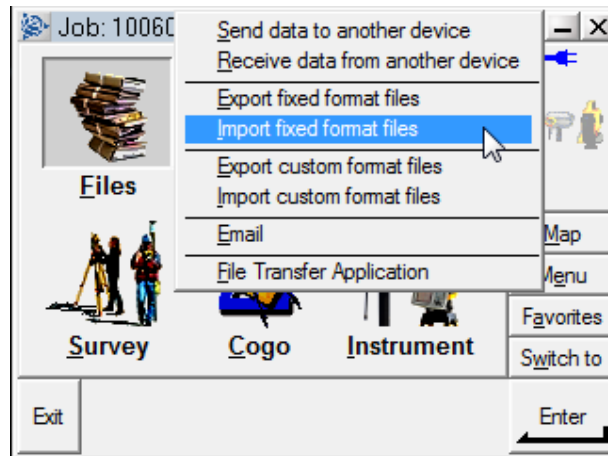 Job: 10060
Send data to another device
Receive data from another device
Export fixed format files
Import fixed format files
Export custom format files
Import custom format files
Email
File Transfer Application
Files
Map
Menu
Favorites
Survey
Cogo
Instrument
Switch to
Exit
Enter